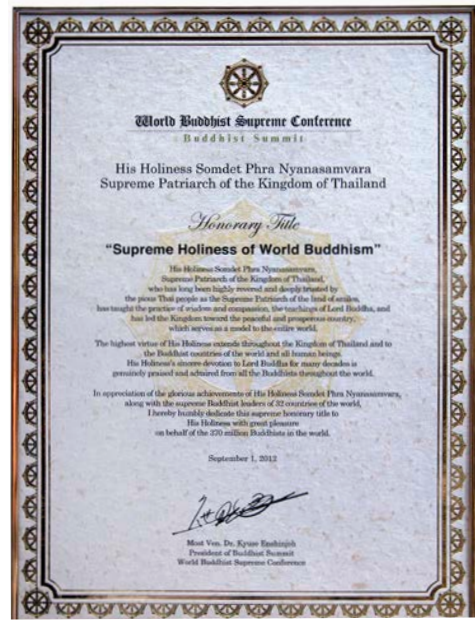 World Buddhist Supreme Conference
Buddhist Summit
His Holiness Somdet Phra Nyanasamvara
Supreme Patriarch of the Kingdom of Thailand
Honorary Title
"Supreme Holiness of World Buddhism"
His Holiness Somdet Phra Nyanasamvara,
Supreme Patriarch of the Kingdom of Thailand,
who has long been highly revered and deeply trusted by
the pious Thai people as the Supreme Patriarch of the land of smiles,
has taught the practice of wisdom and compassion, the teachings of Lord Buddha, and
has led the Kingdom toward the peaceful and prosperous country,
which serves as a model to the entire world.
The highest virtue of His Holiness extends throughout the Kingdom of Thailand and to
the Buddhist countries of the world and all human beings.
His Holiness's sincere devotion to Lord Buddha for many decades is
genuinely praised and admired from all the Buddhists throughout the world.
In appreciation of the glorious achievements of His Holiness Somdet Phra Nyanasamvara,
along with the supreme Buddhist leaders of 32 countries of the world,
I hereby humbly dedicate this supreme honorary title to
His Holiness with great pleasure
on behalf of the 370 million Buddhists in the world.
September 1, 2012
Most Ven. Dr. Kyuse Enshinjoh
President of Buddhist Summit
World Buddhist Supreme Conference